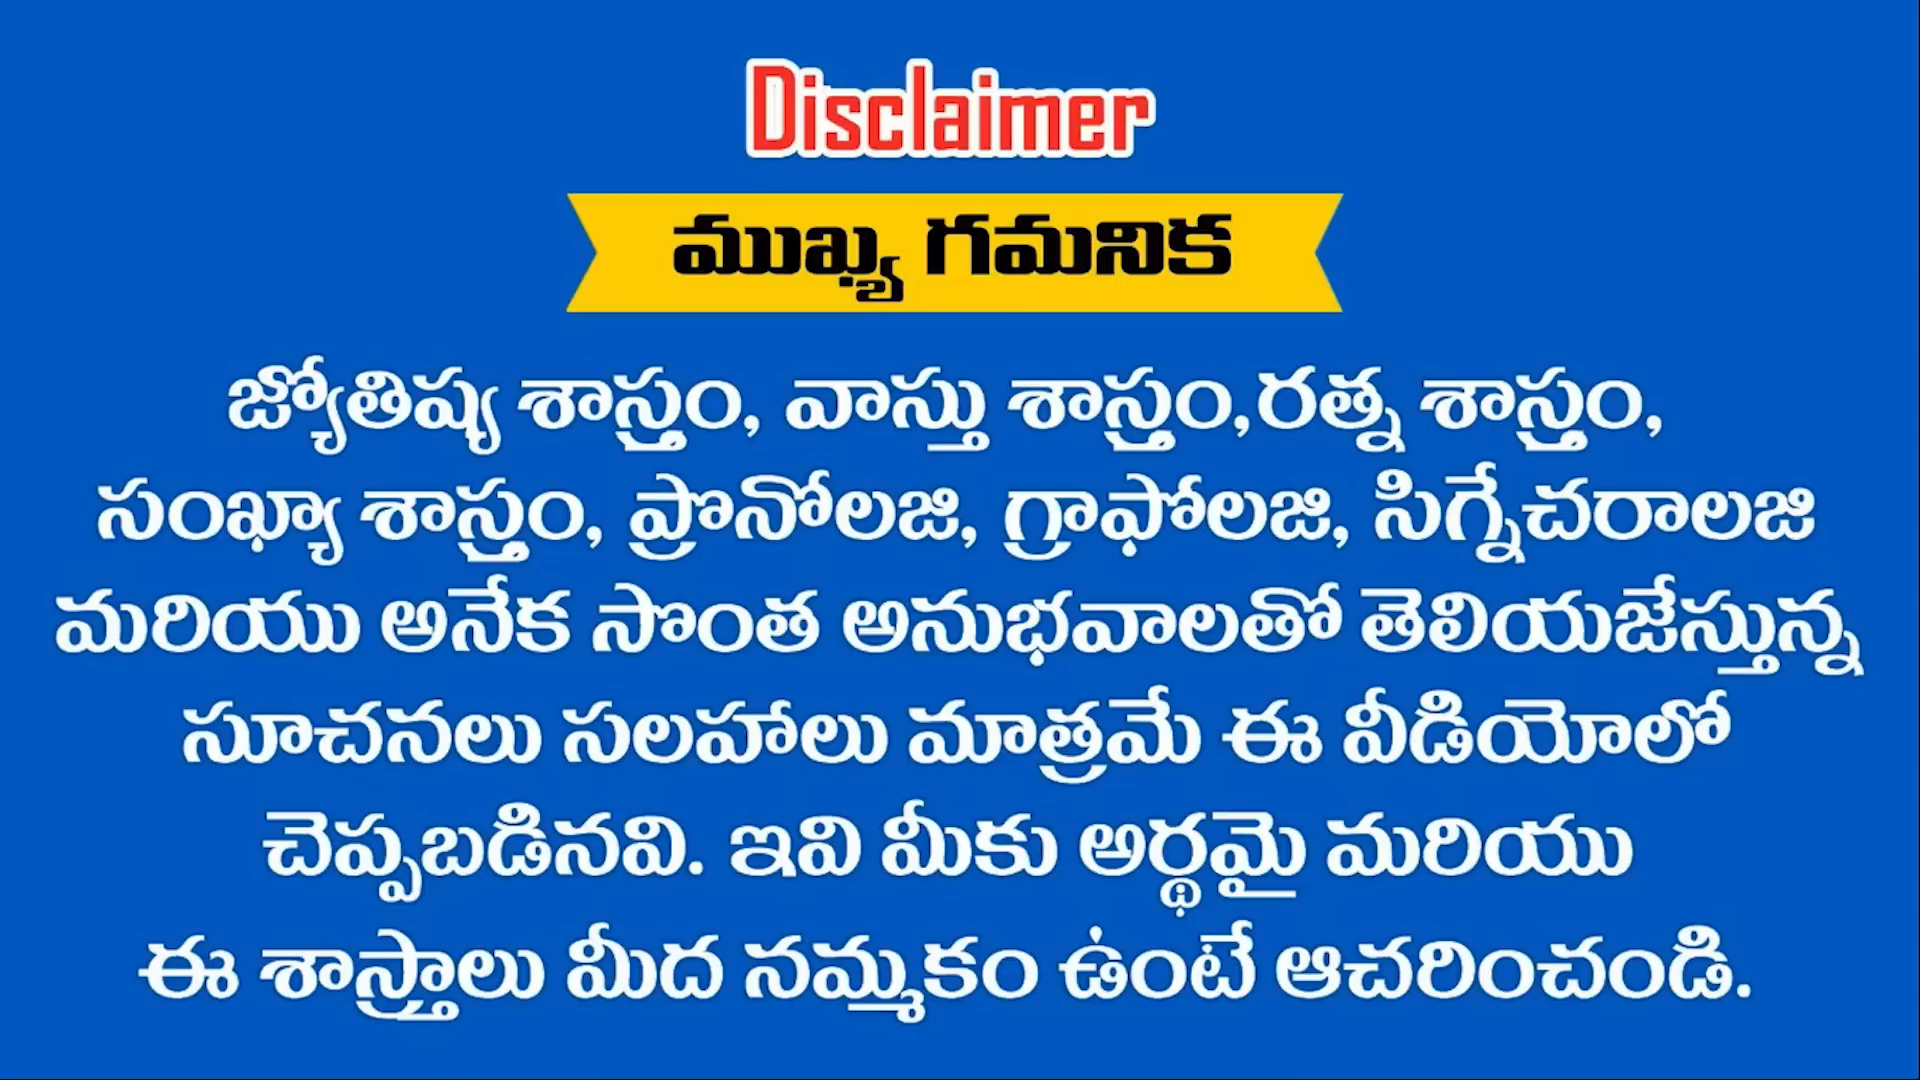 Disclaimer
ముఖ్య గమనిక
జ్యోతిష్య శాస్త్రం, వాస్తు శాస్త్రం,రత్న శాస్త్రం,
సంఖ్యా శాస్త్రం, ప్రొనోలజి, గ్రాఫోలజి, సిగ్నేచరాలజి
మరియు అనేక సొంత అనుభవాలతో తెలియజేస్తున్న
సూచనలు సలహాలు మాత్రమే ఈ వీడియోలో
చెప్పబడినవి. ఇవి మీకు అర్థమై మరియు
ఈ శాస్త్రాలు మీద నమ్మకం ఉంటే ఆచరించండి.